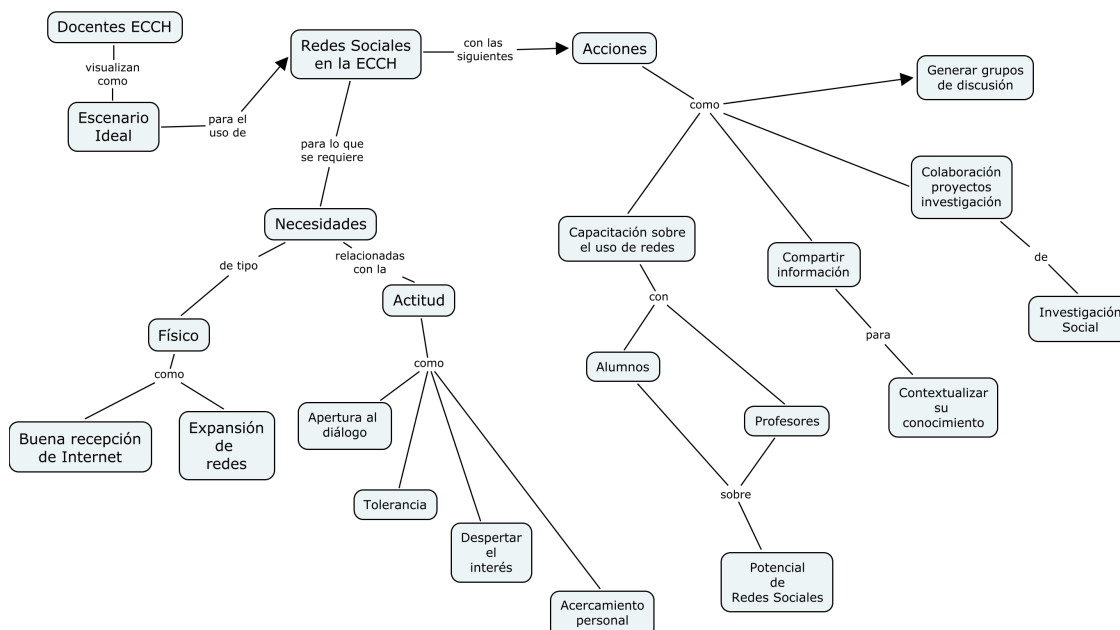 Docentes ECCH
visualizan
como
Escenario
Ideal
para el
uso de
Redes Sociales
en la ECCH
con las
siguientes
Acciones
como
Generar grupos
de discusión
Colaboración
proyectos
investigación
de
Investigación
Social
Compartir
información
para
Contextualizar
su
conocimiento
Capacitación sobre
el uso de redes
con
Alumnos
Profesores
sobre
Potencial
de
Redes Sociales
para lo que
se requiere
Necesidades
de tipo
Físico
como
Buena recepción
de Internet
Expansión
de
redes
relacionadas
con la
Actitud
como
Apertura al
diálogo
Tolerancia
Despertar
el
interés
Acercamiento
personal